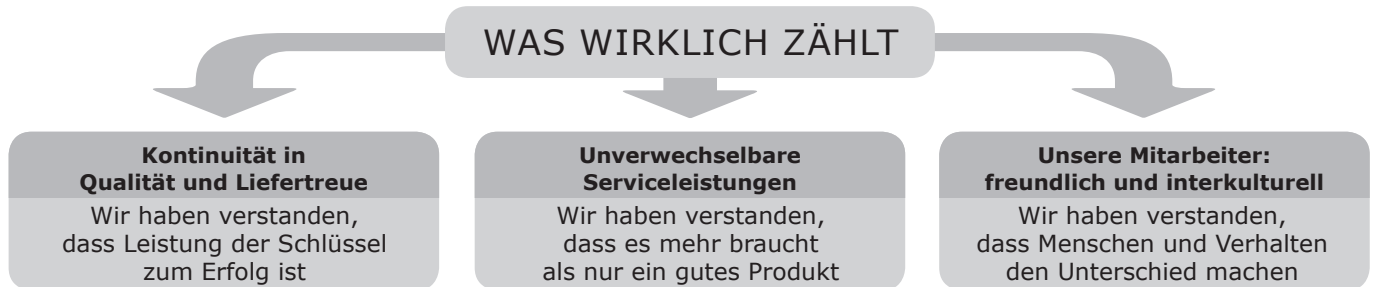 WAS WIRKLICH ZÄHLT
Kontinuität in
Qualität und Liefertreue
Wir haben verstanden,
dass Leistung der Schlüssel
zum Erfolg ist
Unverwechselbare
Serviceleistungen
Wir haben verstanden,
dass es mehr braucht
als nur ein gutes Produkt
Unsere Mitarbeiter:
freundlich und interkulturell
Wir haben verstanden,
dass Menschen und Verhalten
den Unterschied machen